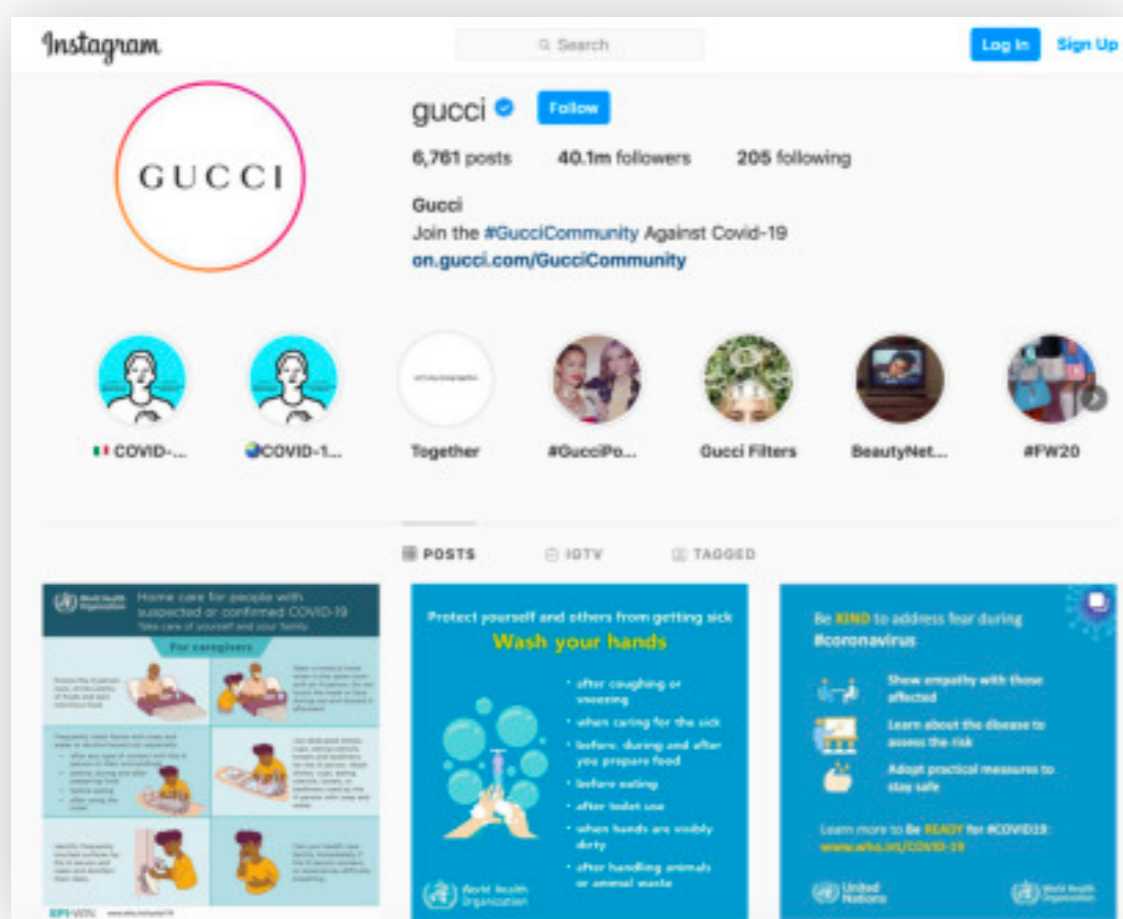 Instagram
Search
Log In
Sign Up
GUCCI
gucci
Follow
6,761 posts
40.1m followers
205 following
Gucci
Join the #GucciCommunity Against Covid-19
on.gucci.com/GucciCommunity
COVID-...
COVID-1...
Together
#GucciPo...
Gucci Filters
BeautyNet...
#FW20
POSTS
IGTV
TAGGED
World Health
Organization
Home care for people with
suspected or confirmed COVID-19
Take care of yourself and your family
For caregivers
Protect yourself and others from getting sick
Wash your hands
• after coughing or
sneezing
• when caring for the sick
• before, during and after
you prepare food
• before eating
• after toilet use
• when hands are visibly
dirty
• after handling animals
or animal waste
World Health
Organization
Be KIND to address fear during
#coronavirus
Show empathy with those
affected
Learn about the disease to
assess the risk
Adopt practical measures to
stay safe
Learn more to Be READY for #COVID19:
www.who.int/COVID-19
United
Nations
World Health
Organization